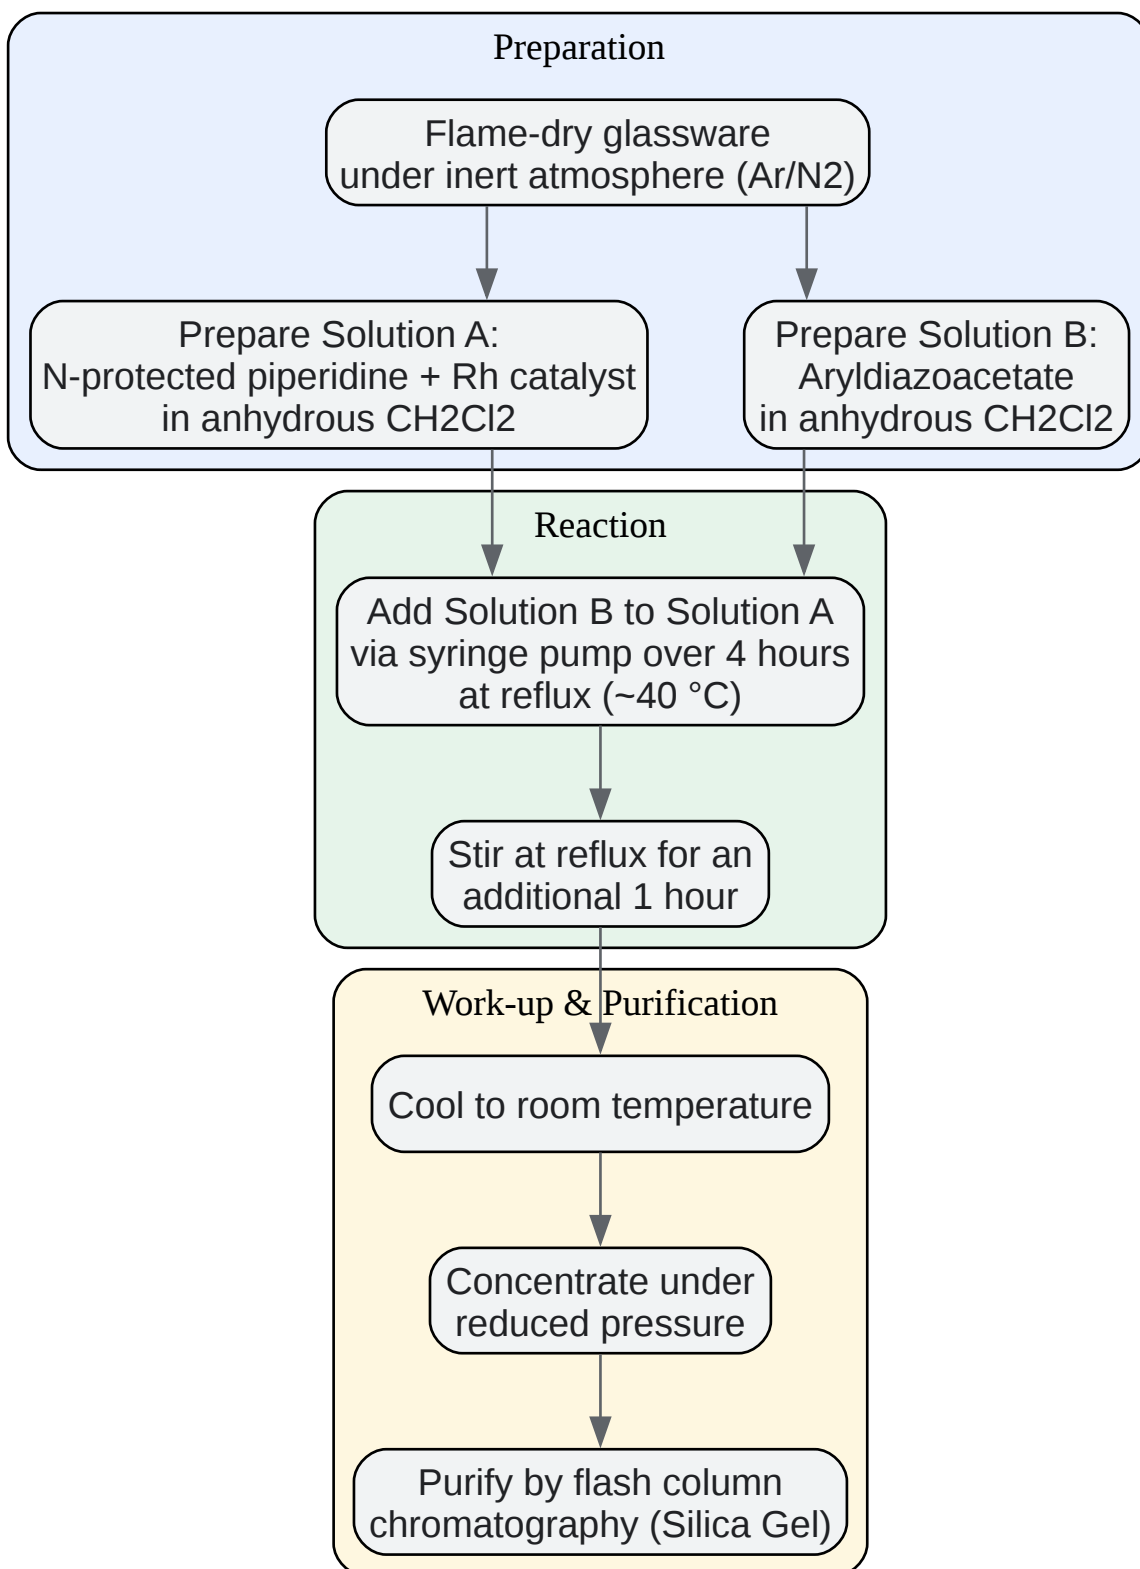 Preparation
Flame-dry glassware
under inert atmosphere (Ar/N2)
Prepare Solution A:
N-protected piperidine + Rh catalyst
in anhydrous CH2Cl2
Prepare Solution B:
Aryldiazoacetate
in anhydrous CH2Cl2
Reaction
Add Solution B to Solution A
via syringe pump over 4 hours
at reflux (~40 °C)
Stir at reflux for an
additional 1 hour
Work-up & Purification
Cool to room temperature
Concentrate under
reduced pressure
Purify by flash column
chromatography (Silica Gel)